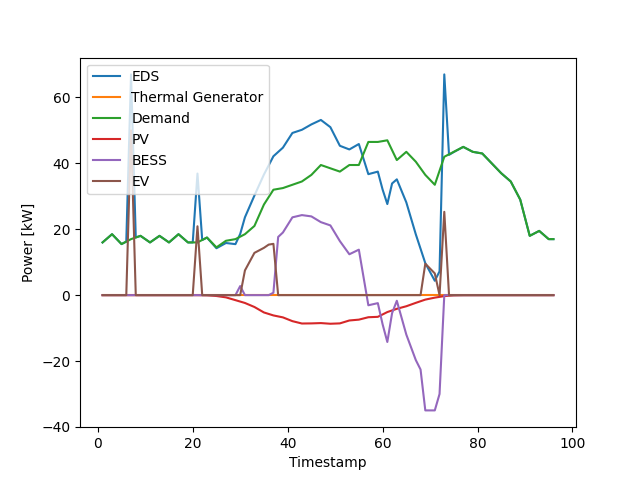 EDS
Thermal Generator
Demand
PV
BESS
EV
Power [kW]
60
40
20
0
−20
−40
0 20 40 60 80 100
Timestamp